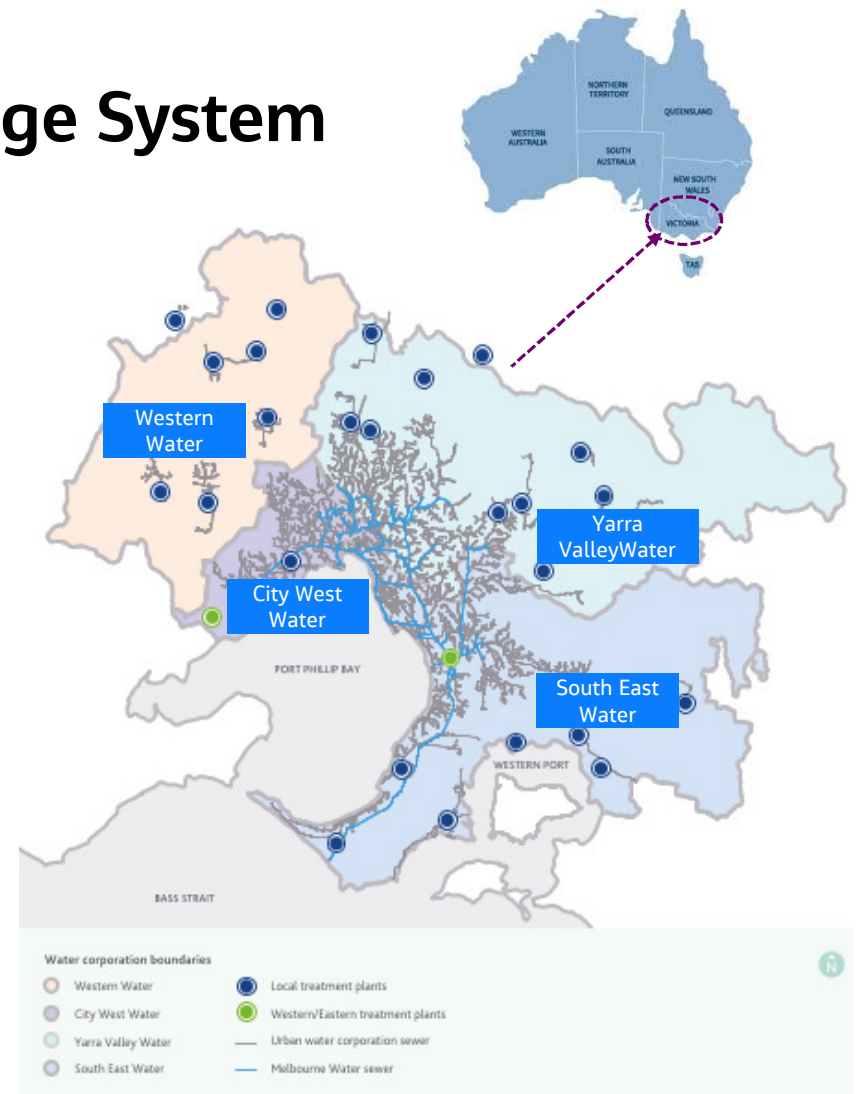 ge System
NORTHERN
TERRITORY
QUEENSLAND
WESTERN
AUSTRALIA
SOUTH
AUSTRALIA
NEW SOUTH
WALES
VICTORIA
TAS
Western
Water
Yarra
ValleyWater
City West
Water
PORT PHILLIP BAY
South East
Water
WESTERN PORT
BASS STRAIT
Water corporation boundaries
Western Water
City West Water
Yarra Valley Water
South East Water
Local treatment plants
Western/Eastern treatment plants
Urban water corporation sewer
Melbourne Water sewer
N